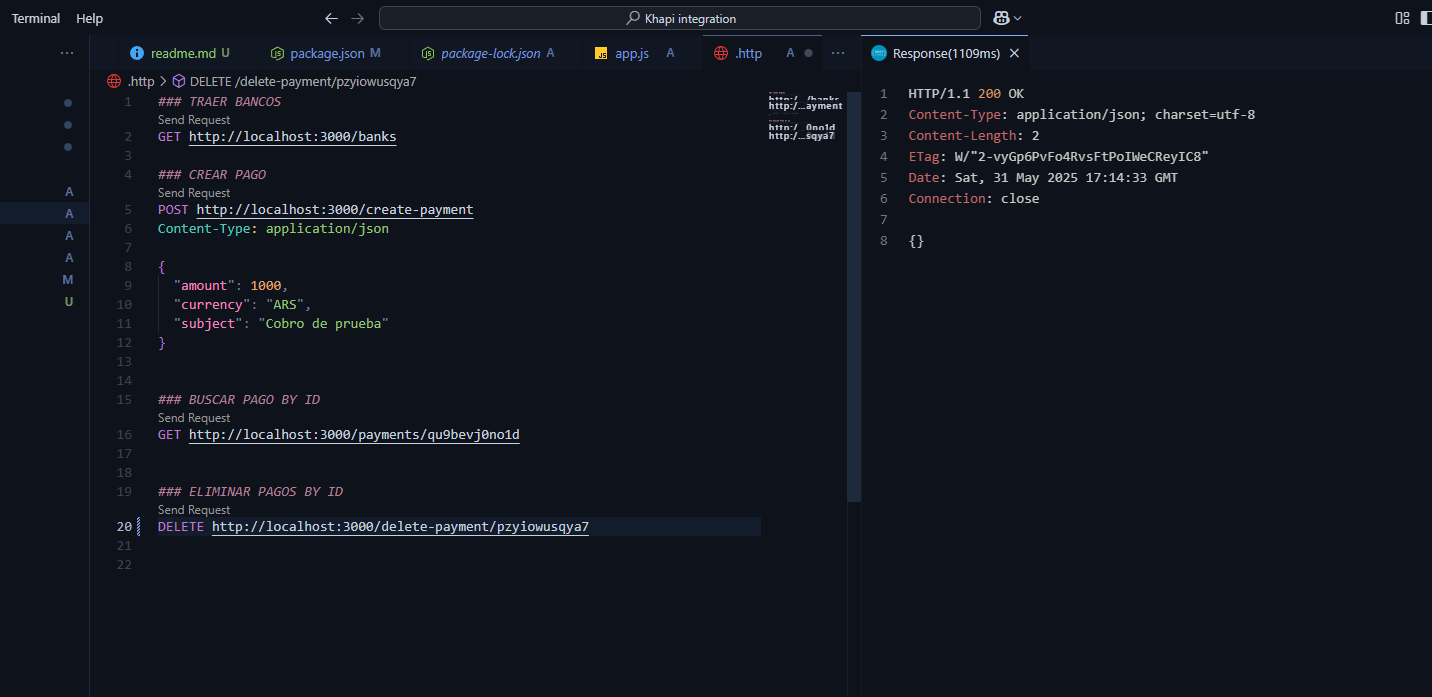 Terminal Help
Khapi integration
readme.md U
package.json M
package-lock.json A
app.js A
.http A
Response(1109ms)
.http > DELETE /delete-payment/pzyiowusqya7
A
A
A
A
M
U
1 ### TRAER BANCOS
Send Request
2 GET http://localhost:3000/banks
3
4 ### CREAR PAGO
Send Request
5 POST http://localhost:3000/create-payment
6 Content-Type: application/json
7
8 {
9 "amount": 1000,
10 "currency": "ARS",
11 "subject": "Cobro de prueba"
12 }
13
14
15 ### BUSCAR PAGO BY ID
Send Request
16 GET http://localhost:3000/payments/qu9bevj0no1d
17
18
19 ### ELIMINAR PAGOS BY ID
Send Request
20 DELETE http://localhost:3000/delete-payment/pzyiowusqya7
21
22
http:/…/banks
http:/…ayment
http:/…0no1d
http:/…sqya7
1 HTTP/1.1 200 OK
2 Content-Type: application/json; charset=utf-8
3 Content-Length: 2
4 ETag: W/"2-vyGp6PvFo4RvsFtPoIWeCReyIC8"
5 Date: Sat, 31 May 2025 17:14:33 GMT
6 Connection: close
7
8 {}